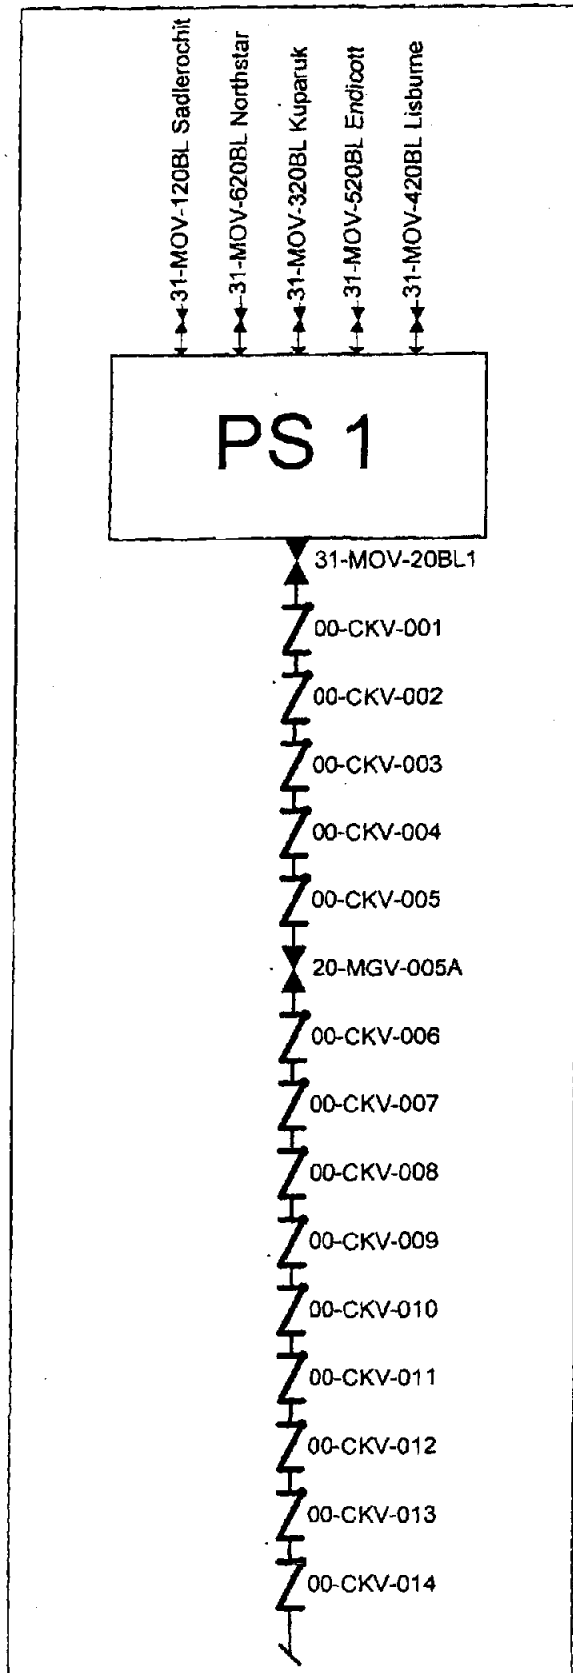 31-MOV-120BL Sadlerochit
31-MOV-620BL Northstar
31-MOV-320BL Kuparuk
31-MOV-520BL Endicott
31-MOV-420BL Lisburne
PS 1
31-MOV-20BL1
00-CKV-001
00-CKV-002
00-CKV-003
00-CKV-004
00-CKV-005
20-MGV-005A
00-CKV-006
00-CKV-007
00-CKV-008
00-CKV-009
00-CKV-010
00-CKV-011
00-CKV-012
00-CKV-013
00-CKV-014